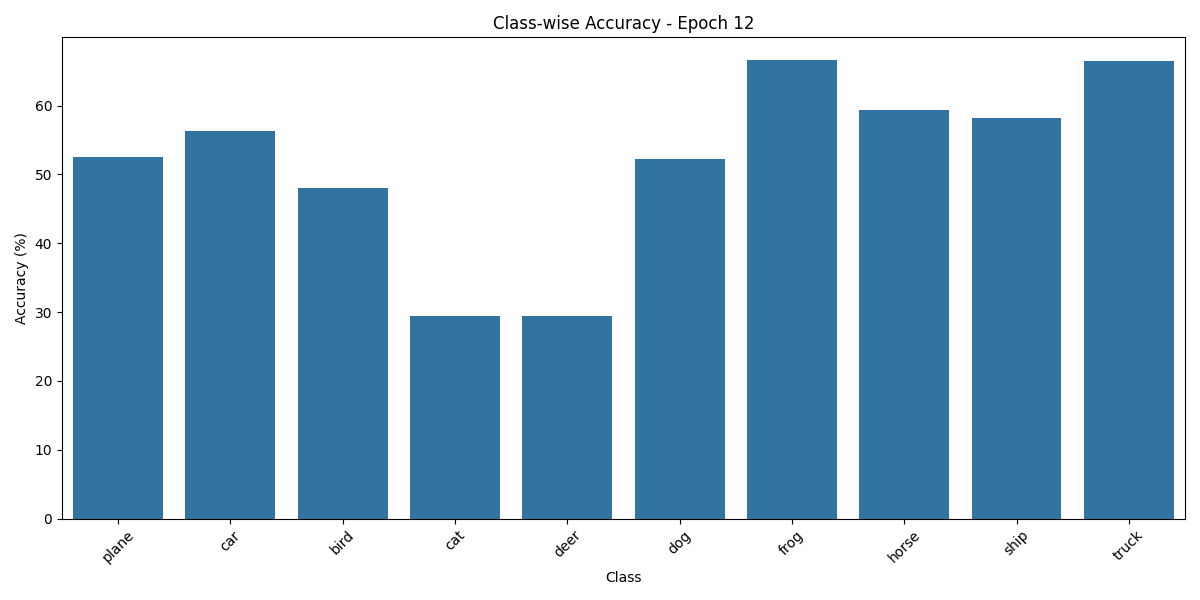 Class-wise Accuracy - Epoch 12
Accuracy (%)
60
50
40
30
20
10
0
plane
car
bird
cat
deer
dog
frog
horse
ship
truck
Class